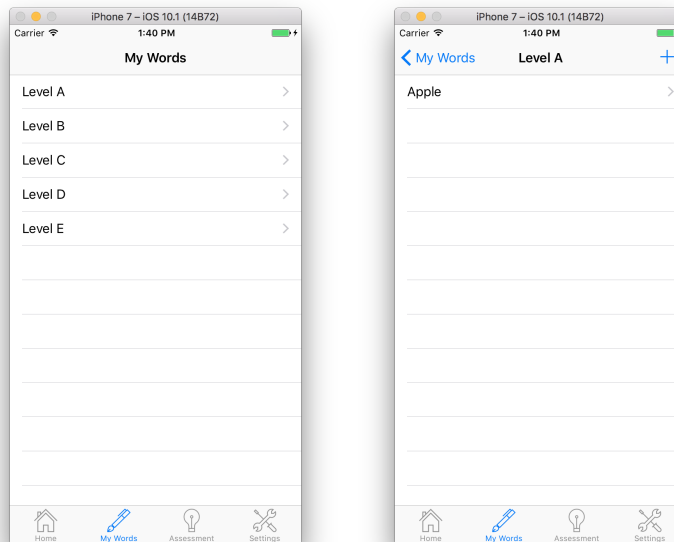 iPhone 7 – iOS 10.1 (14B72)
Carrier 1:40 PM
My Words
Level A
Level B
Level C
Level D
Level E
Home My Words Assessment Settings
iPhone 7 – iOS 10.1 (14B72)
Carrier 1:40 PM
My Words Level A
Apple
Home My Words Assessment Settings